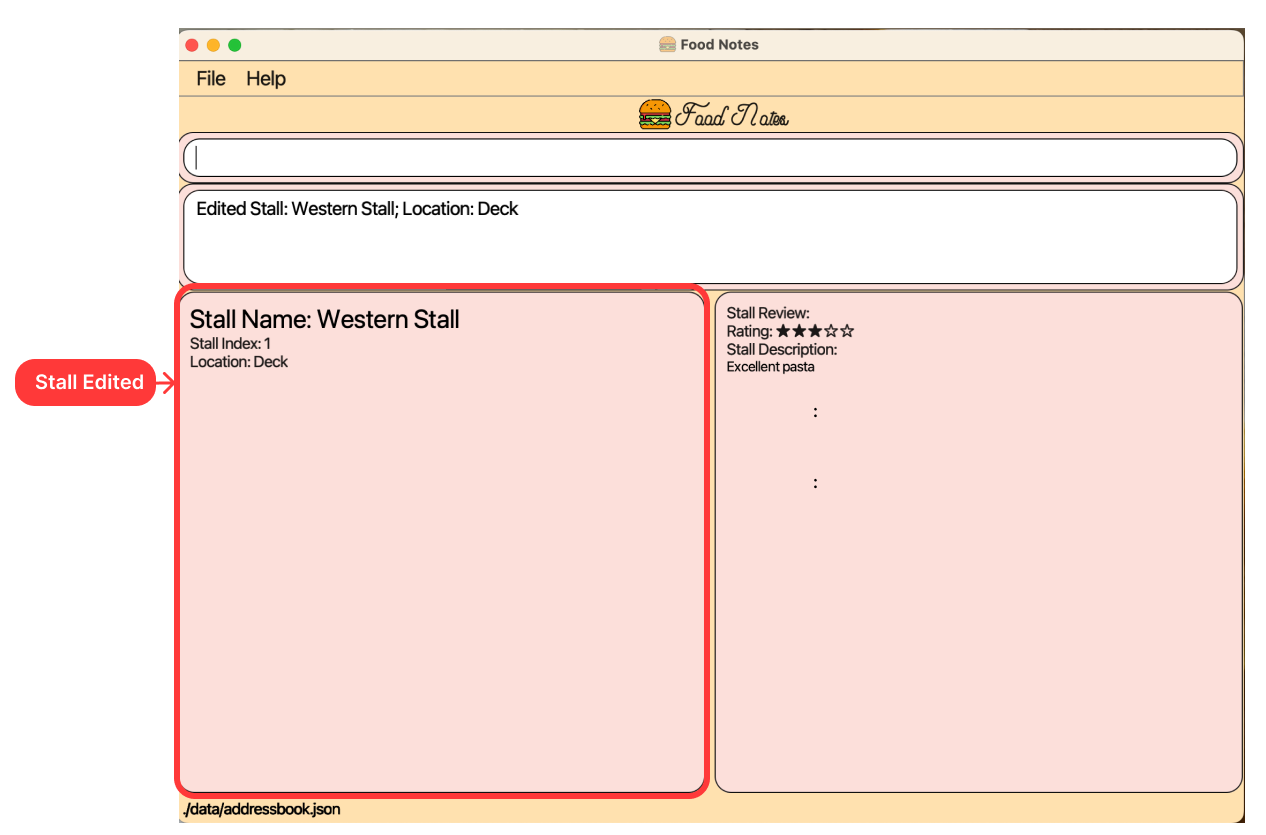 Food Notes
File Help
Food Notes
Edited Stall: Western Stall; Location: Deck
Stall Name: Western Stall
Stall Index: 1
Location: Deck
Stall Edited
Stall Review:
Rating: ★★★☆☆
Stall Description:
Excellent pasta
:
:
./data/addressbook.json